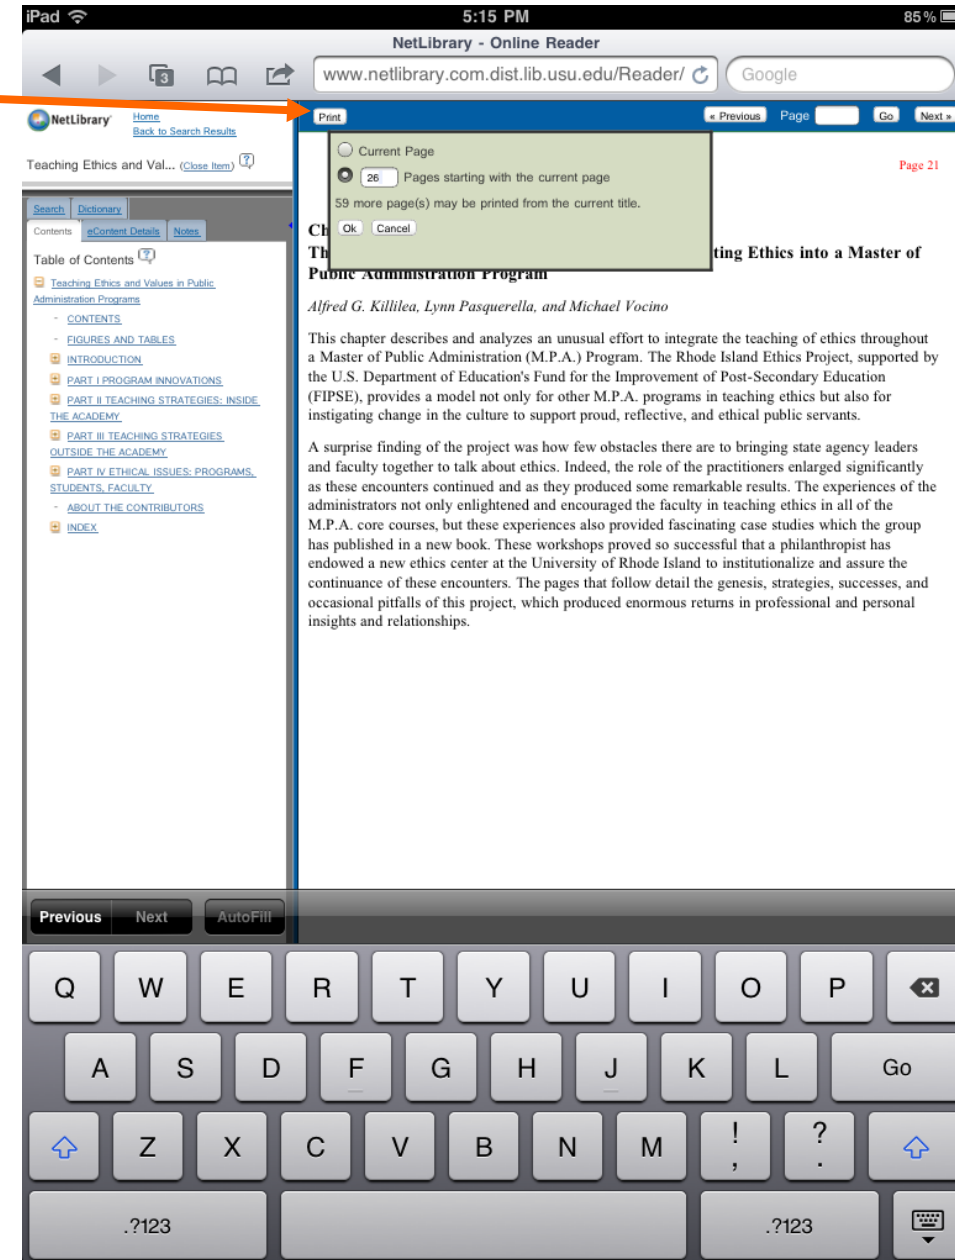 iPad 5:15 PM 85%
NetLibrary - Online Reader
3 www.netlibrary.com.dist.lib.usu.edu/Reader/ Google
NetLibrary Home
Back to Search Results
Teaching Ethics and Val... (Close Item) ?
Search Dictionary
Contents eContent Details Notes
Table of Contents ?
Teaching Ethics and Values in Public
Administration Programs
- CONTENTS
- FIGURES AND TABLES
INTRODUCTION
PART I PROGRAM INNOVATIONS
PART II TEACHING STRATEGIES: INSIDE
THE ACADEMY
PART III TEACHING STRATEGIES
OUTSIDE THE ACADEMY
PART IV ETHICAL ISSUES: PROGRAMS,
STUDENTS, FACULTY
- ABOUT THE CONTRIBUTORS
INDEX
Print « Previous Page Go Next »
Current Page
26 Pages starting with the current page
59 more page(s) may be printed from the current title.
Ok Cancel
Page 21
Ch
Th ting Ethics into a Master of
Public Administration Program
Alfred G. Killilea, Lynn Pasquerella, and Michael Vocino
This chapter describes and analyzes an unusual effort to integrate the teaching of ethics throughout
a Master of Public Administration (M.P.A.) Program. The Rhode Island Ethics Project, supported by
the U.S. Department of Education's Fund for the Improvement of Post-Secondary Education
(FIPSE), provides a model not only for other M.P.A. programs in teaching ethics but also for
instigating change in the culture to support proud, reflective, and ethical public servants.
A surprise finding of the project was how few obstacles there are to bringing state agency leaders
and faculty together to talk about ethics. Indeed, the role of the practitioners enlarged significantly
as these encounters continued and as they produced some remarkable results. The experiences of the
administrators not only enlightened and encouraged the faculty in teaching ethics in all of the
M.P.A. core courses, but these experiences also provided fascinating case studies which the group
has published in a new book. These workshops proved so successful that a philanthropist has
endowed a new ethics center at the University of Rhode Island to institutionalize and assure the
continuance of these encounters. The pages that follow detail the genesis, strategies, successes, and
occasional pitfalls of this project, which produced enormous returns in professional and personal
insights and relationships.
Previous Next AutoFill
Q W E R T Y U I O P
A S D F G H J K L Go
Z X C V B N M ! , ? .
.?123 .?123